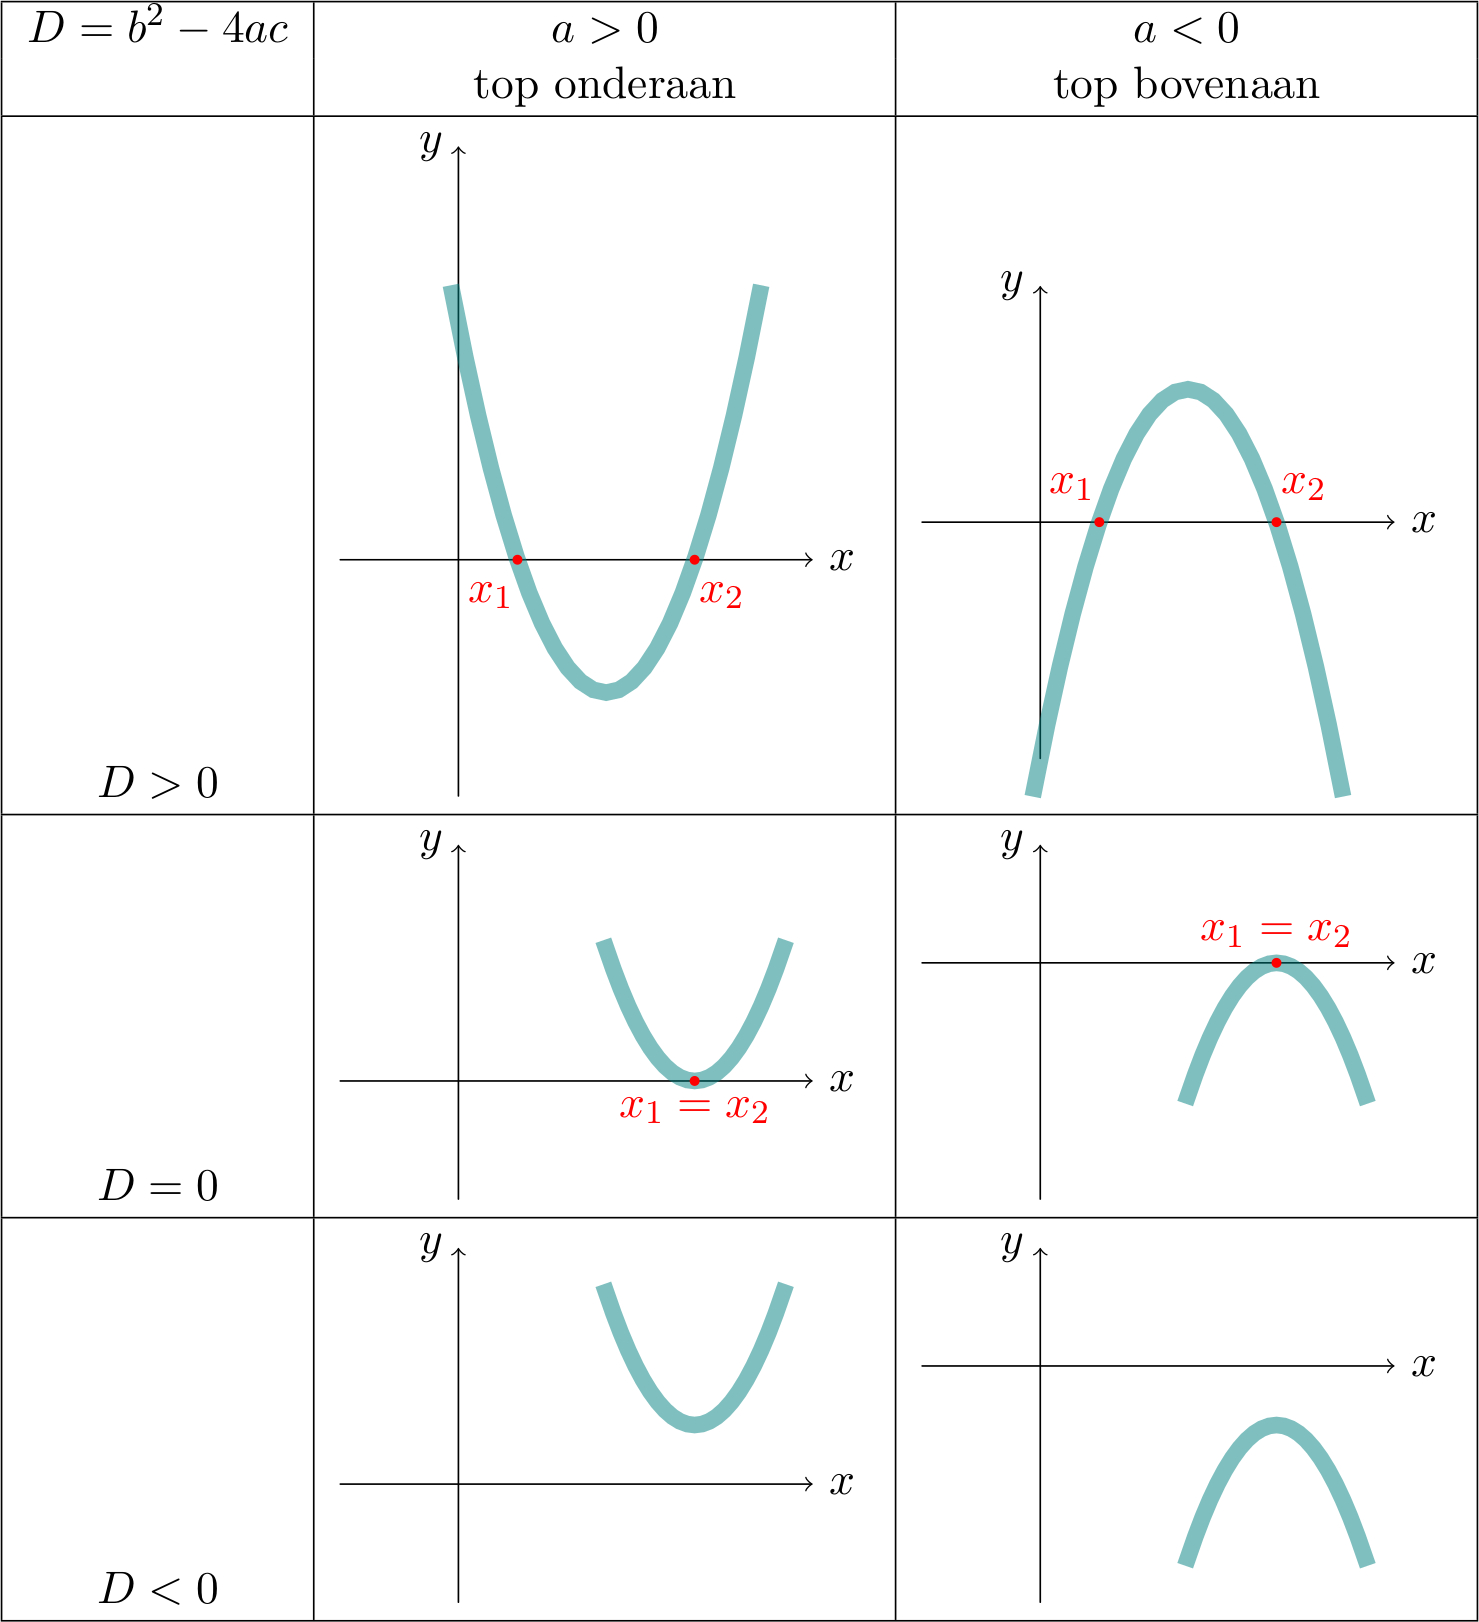 D = b² − 4ac
a > 0
top onderaan
a < 0
top bovenaan
y
x
x₁
x₂
y
x
x₁
x₂
D > 0
y
x
x₁ = x₂
y
x
x₁ = x₂
D = 0
y
x
y
x
D < 0